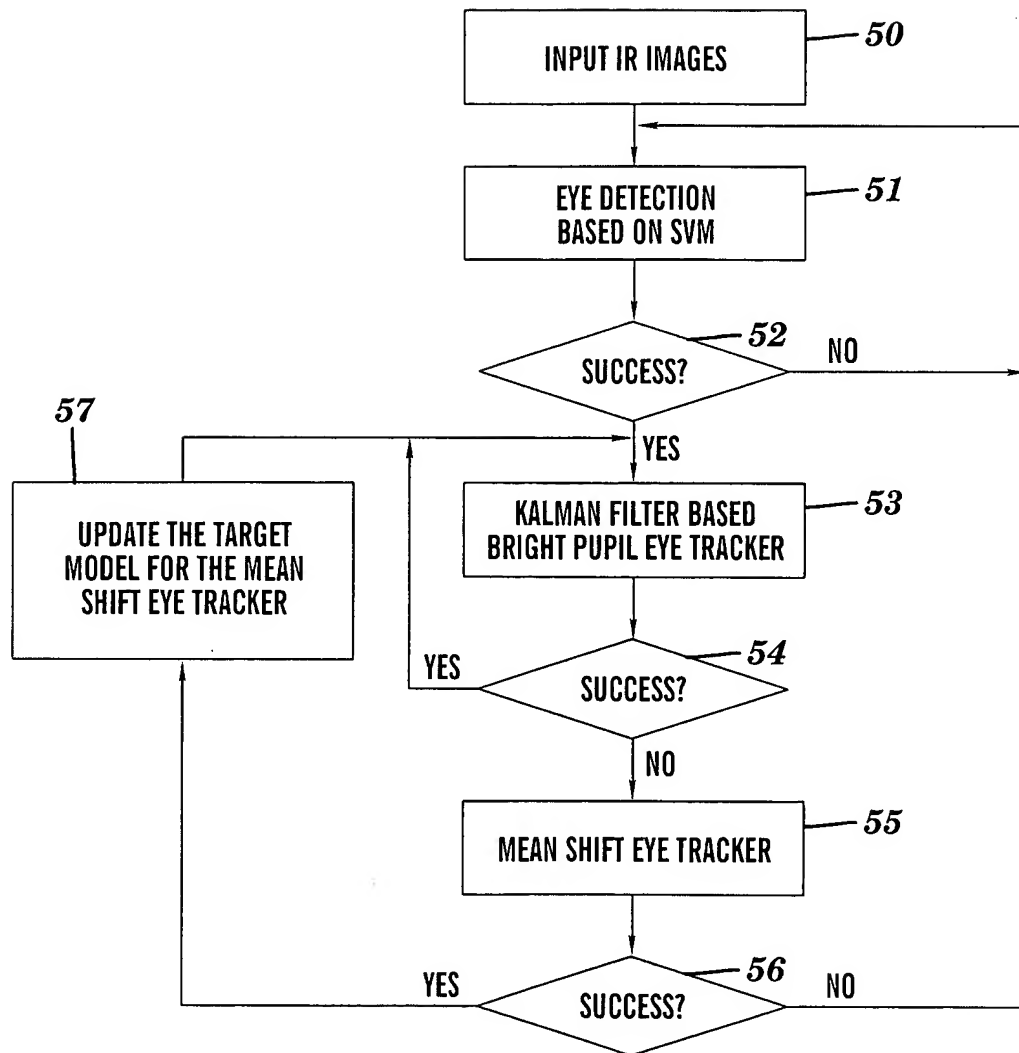 50
INPUT IR IMAGES
51
EYE DETECTION
BASED ON SVM
52
SUCCESS?
NO
57
YES
53
UPDATE THE TARGET
MODEL FOR THE MEAN
SHIFT EYE TRACKER
KALMAN FILTER BASED
BRIGHT PUPIL EYE TRACKER
54
YES
SUCCESS?
NO
55
MEAN SHIFT EYE TRACKER
56
YES
SUCCESS?
NO